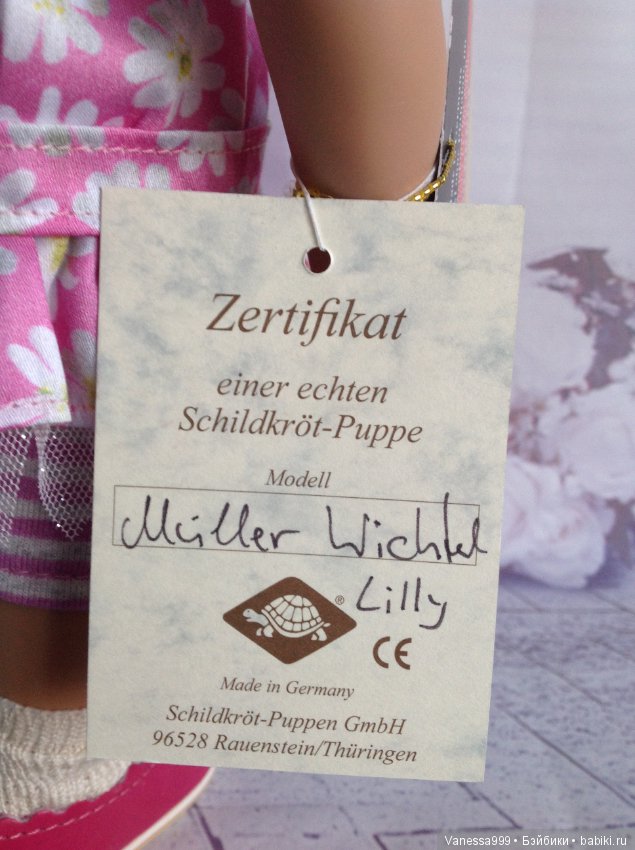 Zertifikat
einer echten
Schildkröt-Puppe
Modell
Müller Wichtel
Lilly
®
CE
Made in Germany
Schildkröt-Puppen GmbH
96528 Rauenstein/Thüringen
Vanessa999 • Бэйбики • babiki.ru